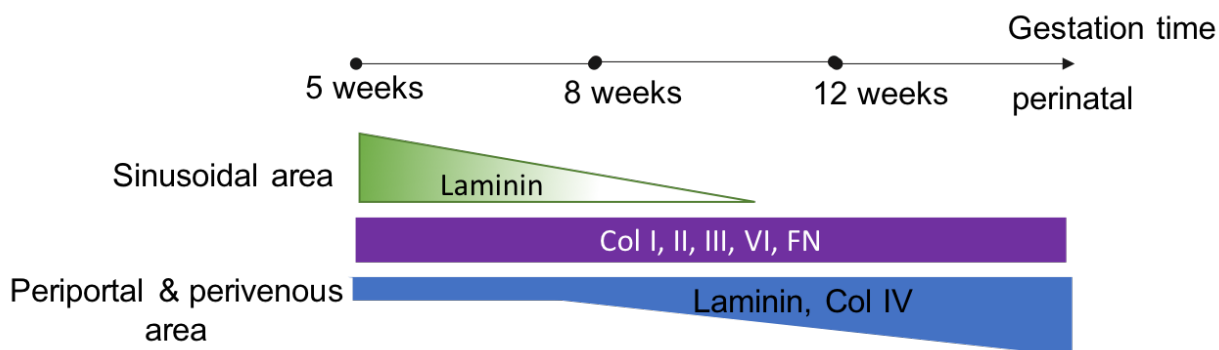 Gestation time
5 weeks
8 weeks
12 weeks
perinatal
Sinusoidal area
Laminin
Col I, II, III, VI, FN
Periportal & perivenous
area
Laminin, Col IV